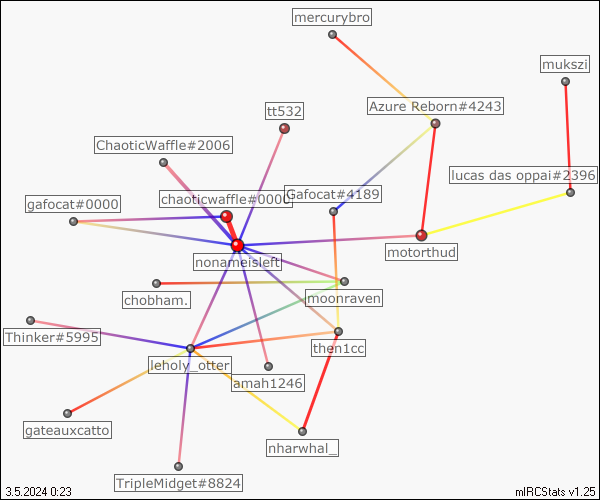 mercurybro
mukszi
Azure Reborn#4243
tt532
ChaoticWaffle#2006
lucas das oppai#2396
chaoticwaffle#0000
Gafocat#4189
gafocat#0000
motorthud
nonameisleft
chobham.
moonraven
Thinker#5995
then1cc
leholy_otter
amah1246
gateauxcatto
nharwhal_
TripleMidget#8824
3.5.2024 0:23
mIRCStats v1.25